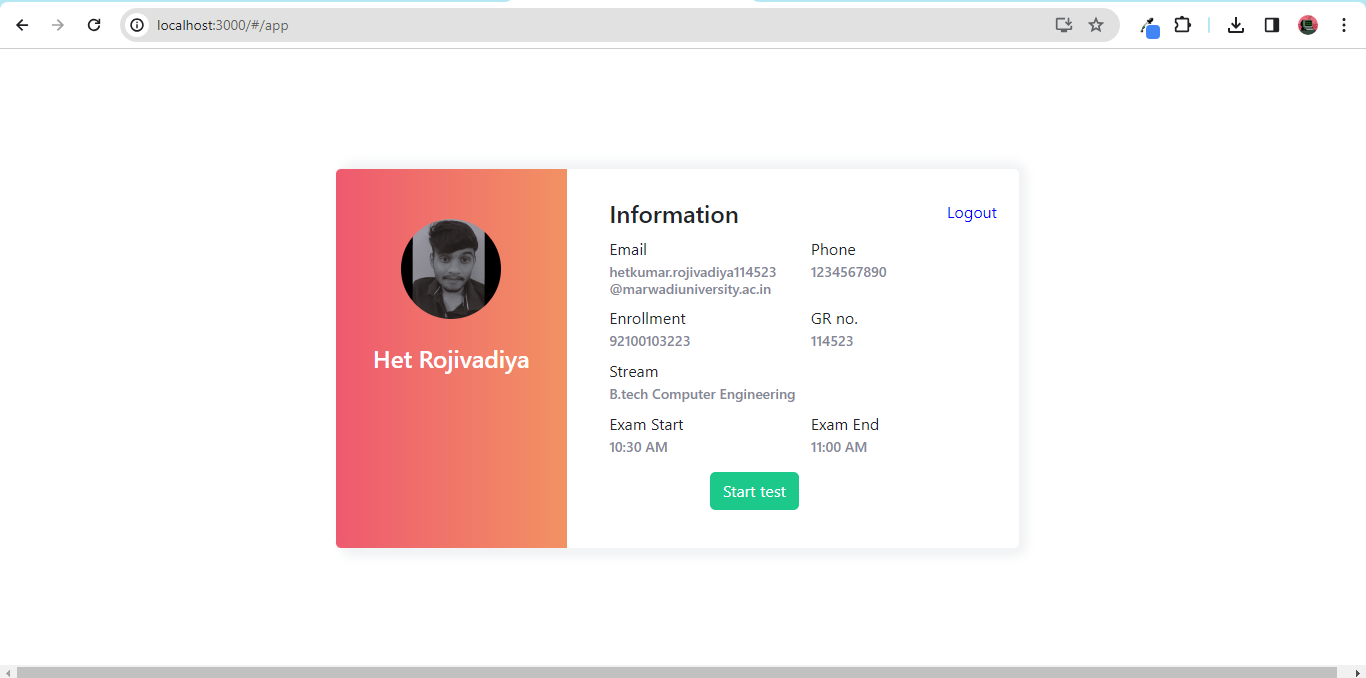 localhost:3000/#/app
Het Rojivadiya
Information
Logout
Email
Phone
hetkumar.rojivadiya114523
@marwadiuniversity.ac.in
1234567890
Enrollment
GR no.
92100103223
114523
Stream
B.tech Computer Engineering
Exam Start
Exam End
10:30 AM
11:00 AM
Start test